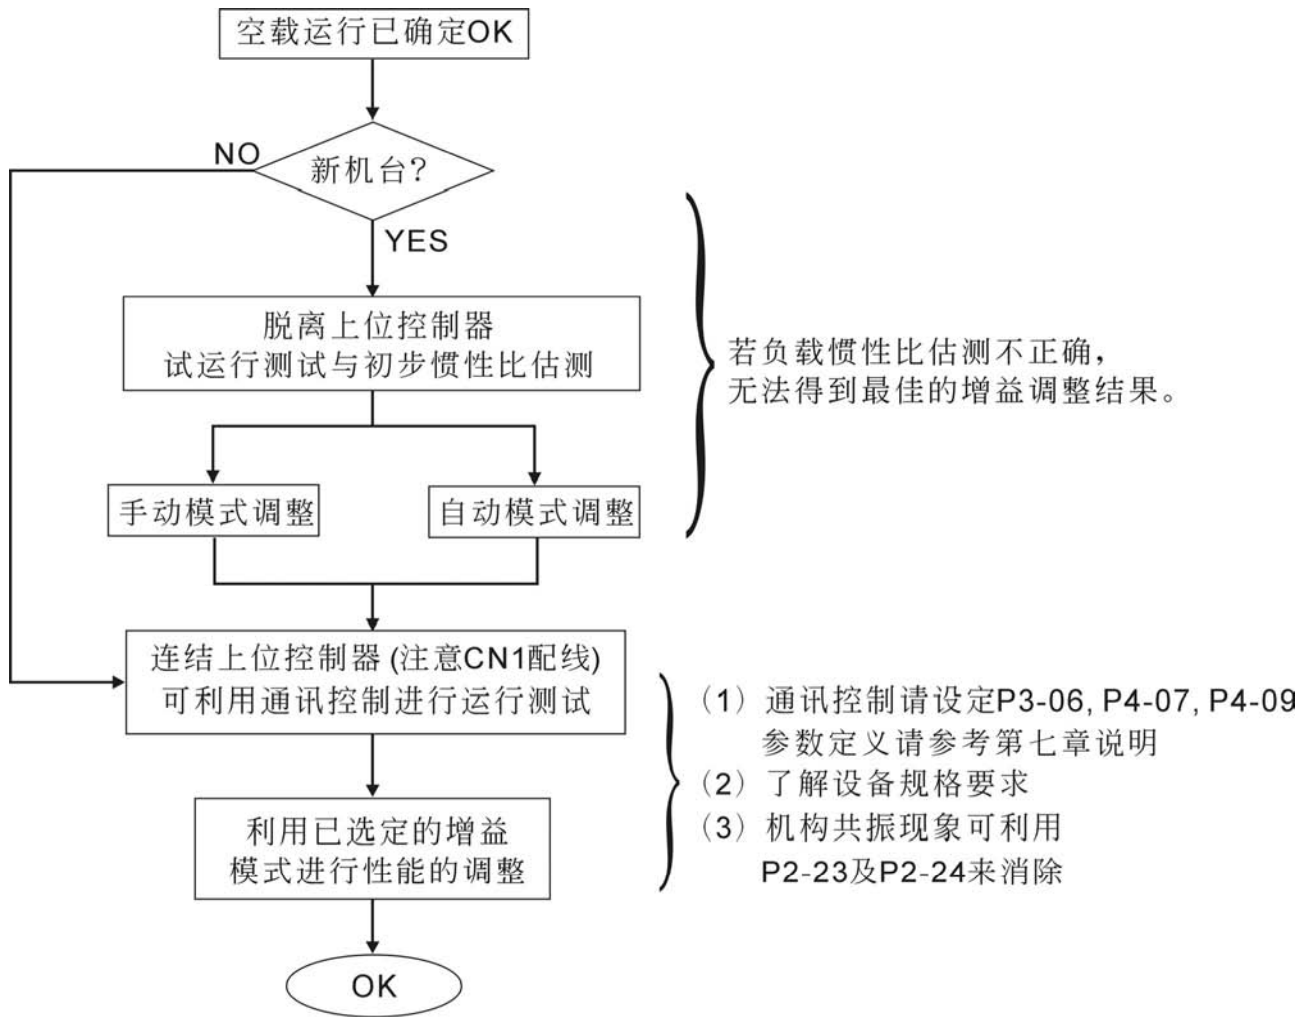 空载运行已确定OK
NO
新机台?
YES
脱离上位控制器
试运行测试与初步惯性比估测
若负载惯性比估测不正确，
无法得到最佳的增益调整结果。
手动模式调整
自动模式调整
连结上位控制器(注意CN1配线)
可利用通讯控制进行运行测试
（1）通讯控制请设定P3-06, P4-07, P4-09
参数定义请参考第七章说明
（2）了解设备规格要求
（3）机构共振现象可利用
P2-23及P2-24来消除
利用已选定的增益
模式进行性能的调整
OK